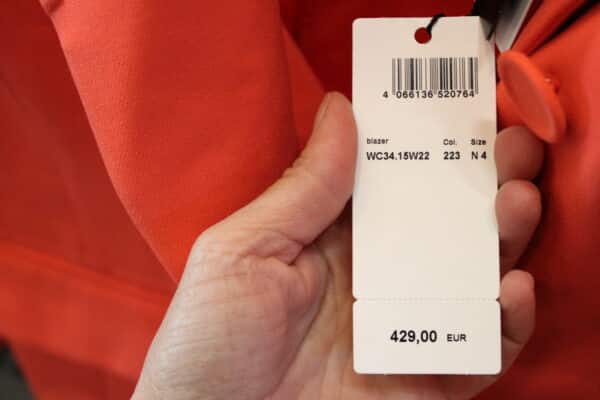 4 066136 520764
blazer Col. Size
WC34.15W22 223 N 4
429,00 EUR